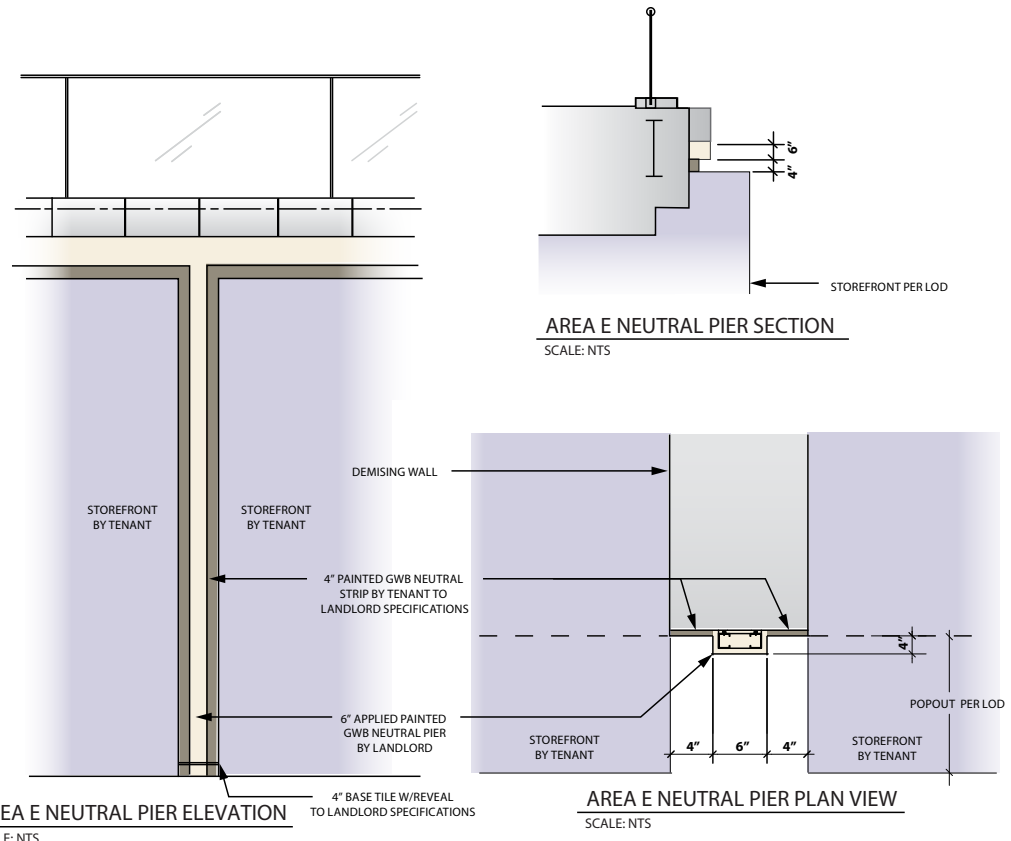 6”
4”
STOREFRONT PER LOD
AREA E NEUTRAL PIER SECTION
SCALE: NTS
DEMISING WALL
STOREFRONT
BY TENANT
STOREFRONT
BY TENANT
4” PAINTED GWB NEUTRAL
STRIP BY TENANT TO
LANDLORD SPECIFICATIONS
4”
POPOUT PER LOD
6” APPLIED PAINTED
GWB NEUTRAL PIER
BY LANDLORD
STOREFRONT
BY TENANT
4”
6”
4”
STOREFRONT
BY TENANT
4” BASE TILE W/REVEAL
TO LANDLORD SPECIFICATIONS
EA E NEUTRAL PIER ELEVATION
E: NTS
AREA E NEUTRAL PIER PLAN VIEW
SCALE: NTS